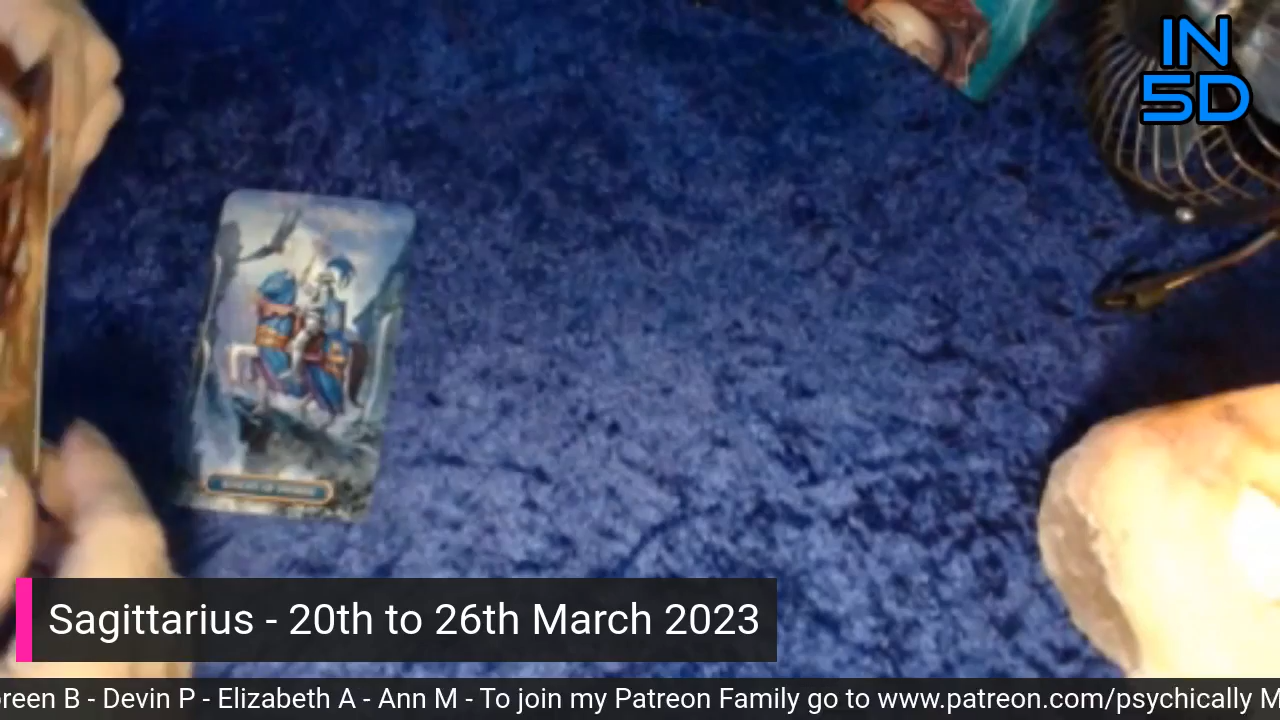 IN
5D
Sagittarius - 20th to 26th March 2023
oreen B - Devin P - Elizabeth A - Ann M - To join my Patreon Family go to www.patreon.com/psychically M